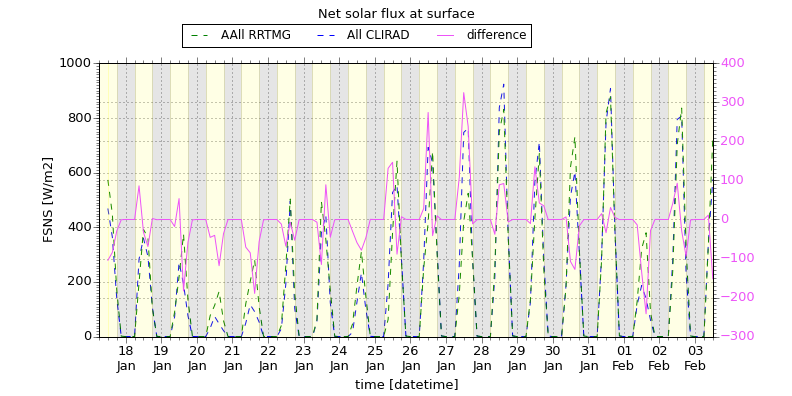 Net solar flux at surface
AAll RRTMG All CLIRAD difference
1000 400
300
800
200
600
100
0
400
−100
200
−200
0 −300
FSNS [W/m2]
18 19 20 21 22 23 24 25 26 27 28 29 30 31 01 02 03
Jan Jan Jan Jan Jan Jan Jan Jan Jan Jan Jan Jan Jan Jan Feb Feb Feb
time [datetime]